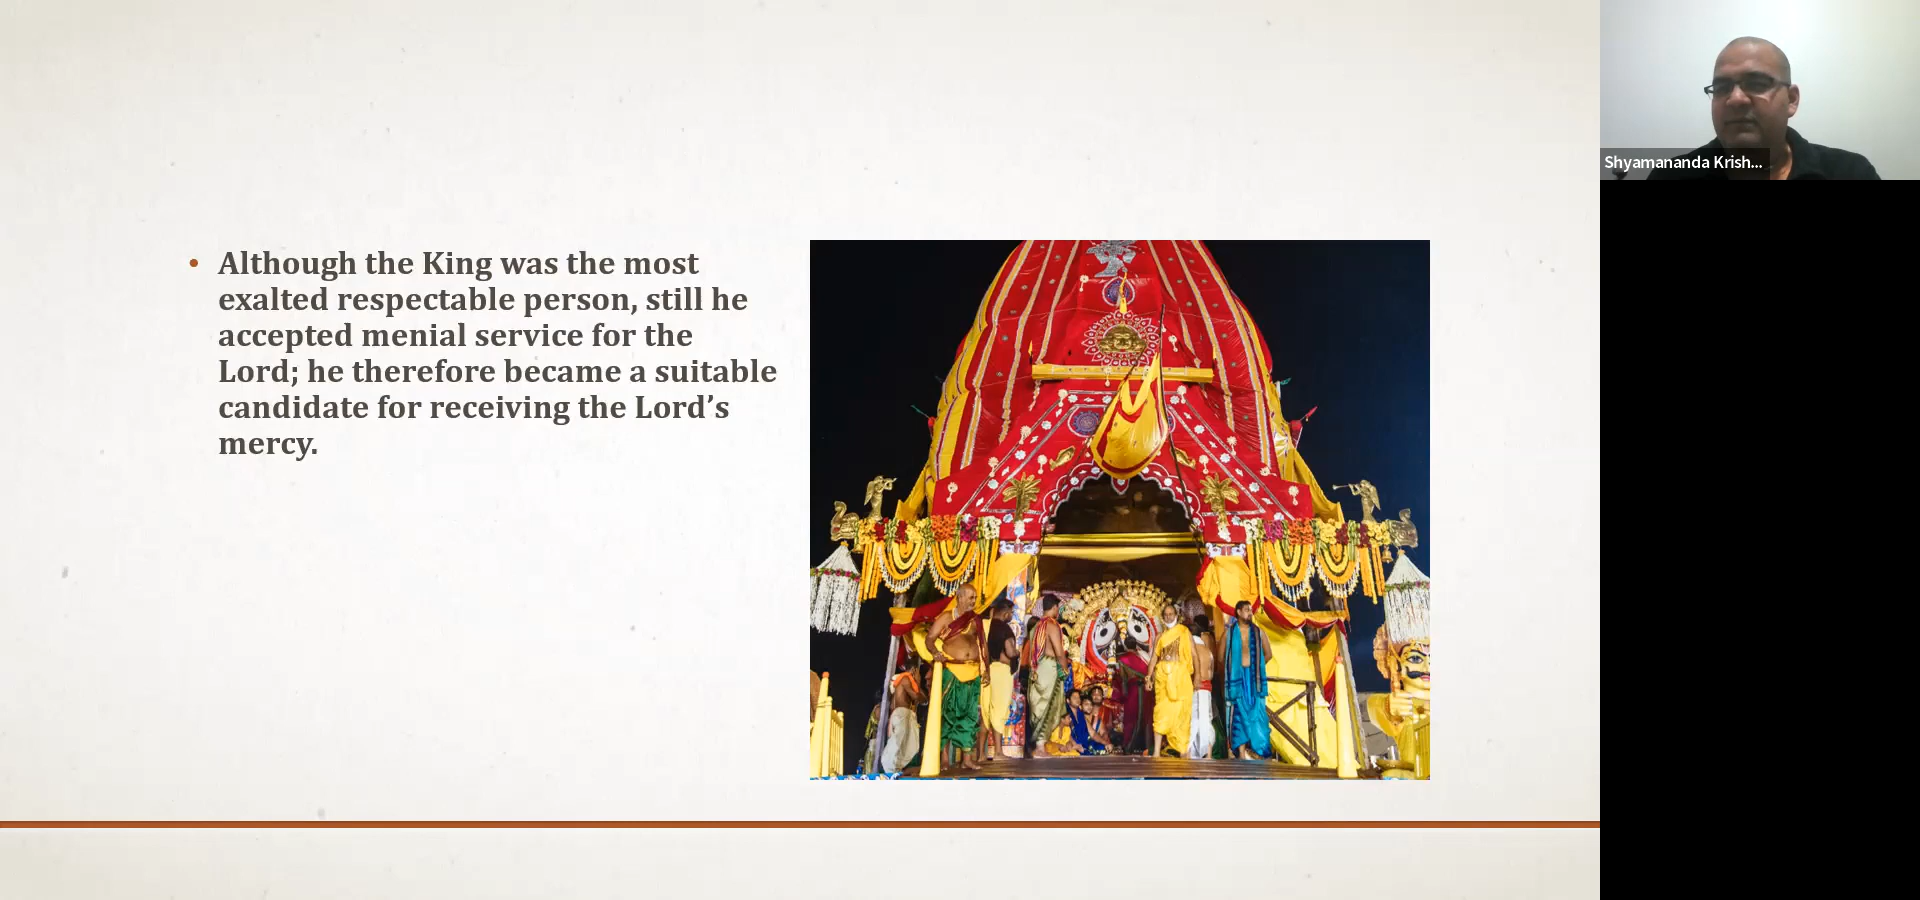 • Although the King was the most
exalted respectable person, still he
accepted menial service for the
Lord; he therefore became a suitable
candidate for receiving the Lord’s
mercy.
Shyamananda Krish...